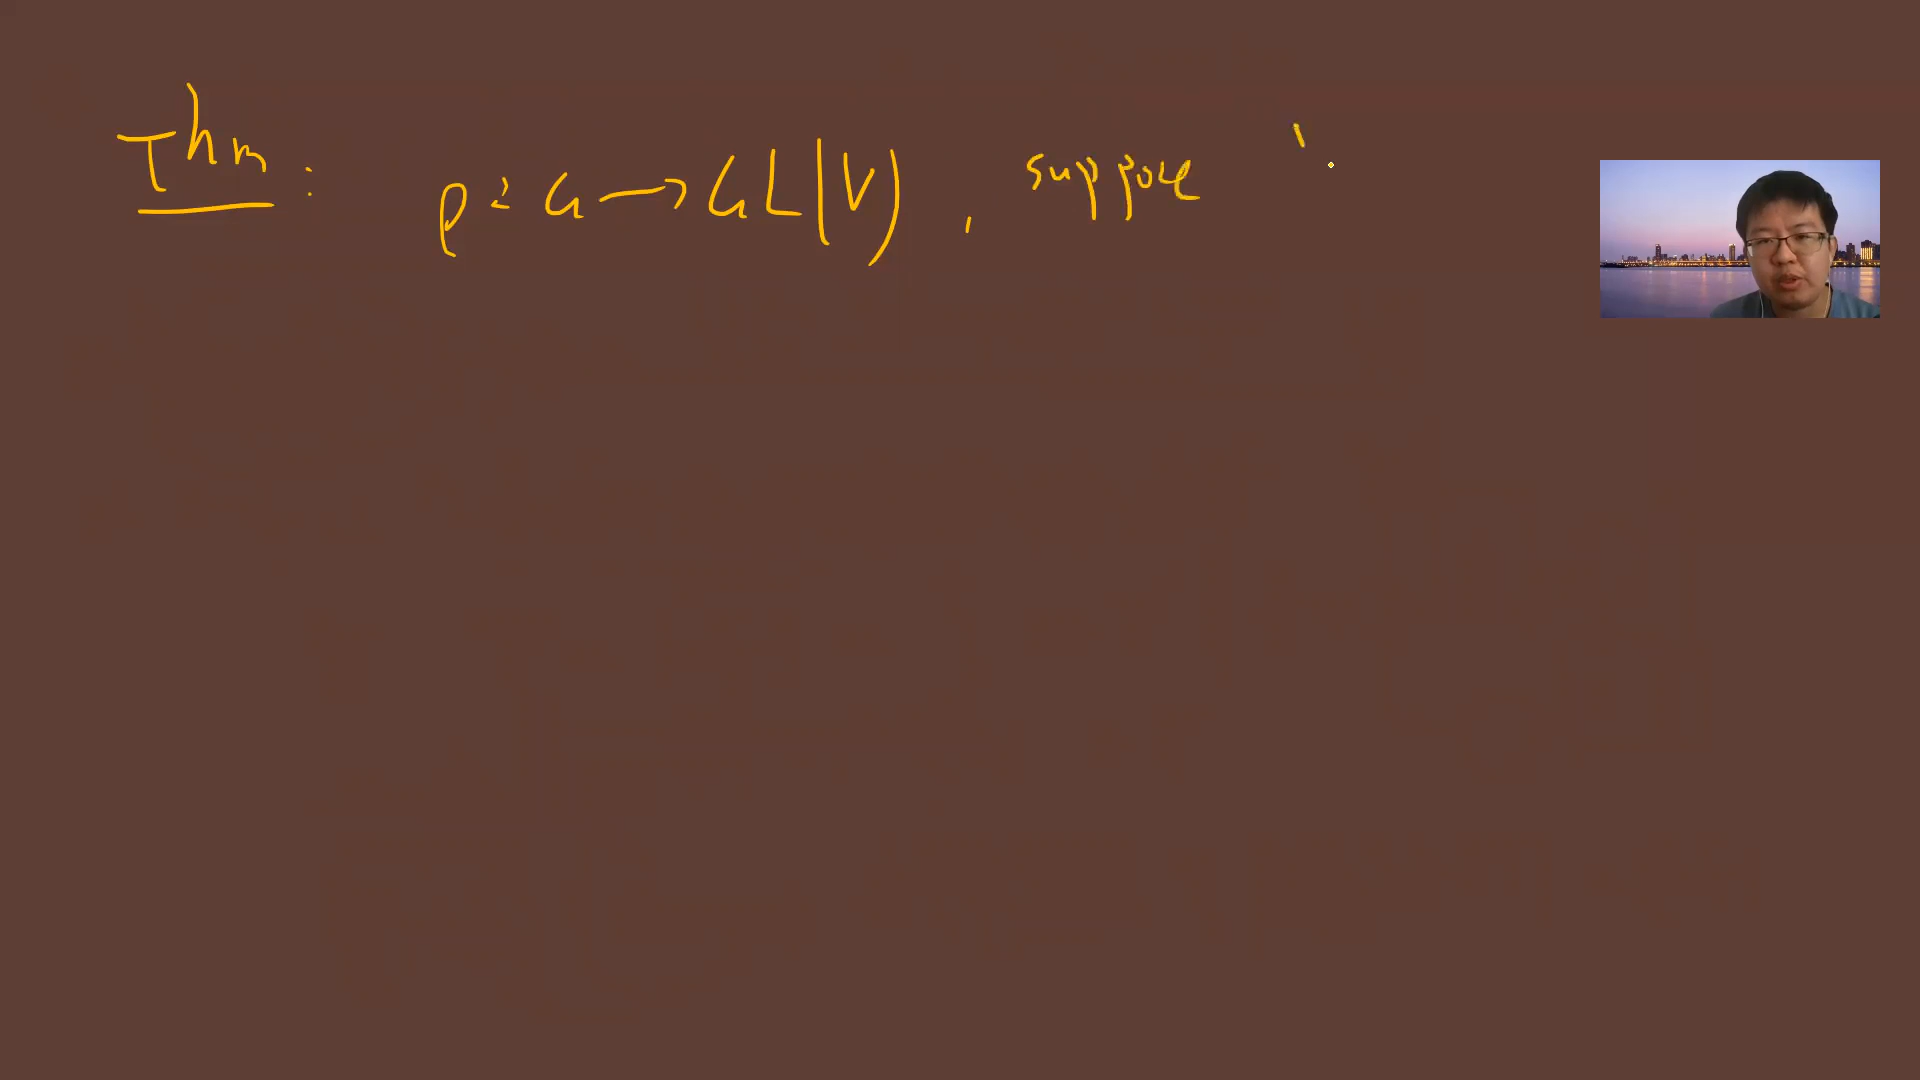 Thm: ρ: G → GL(V), suppose